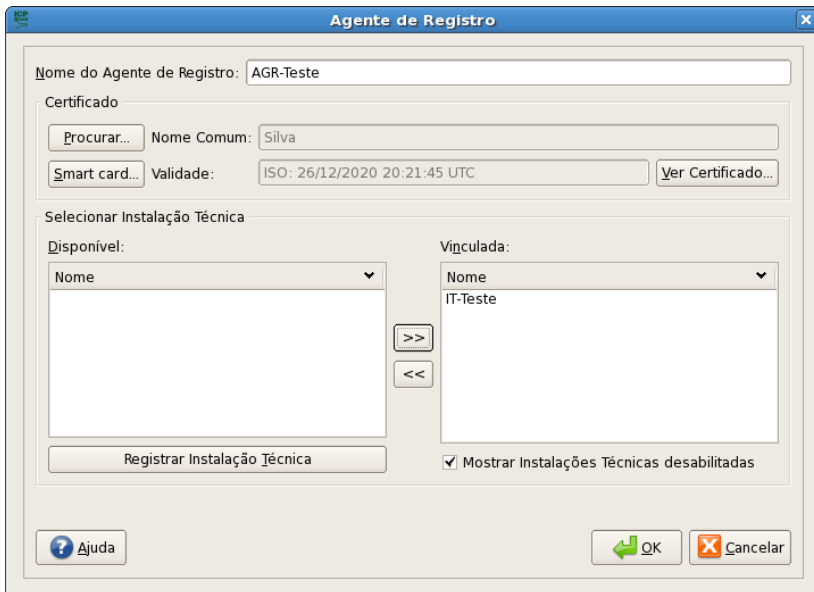 ICP
Agente de Registro
Nome do Agente de Registro: AGR-Teste
Certificado
Procurar... Nome Comum: Silva
Smart card... Validade: ISO: 26/12/2020 20:21:45 UTC Ver Certificado...
Selecionar Instalação Técnica
Disponível: Vinculada:
Nome Nome
IT-Teste
>>
<<
Registrar Instalação Técnica Mostrar Instalações Técnicas desabilitadas
Ajuda OK Cancelar